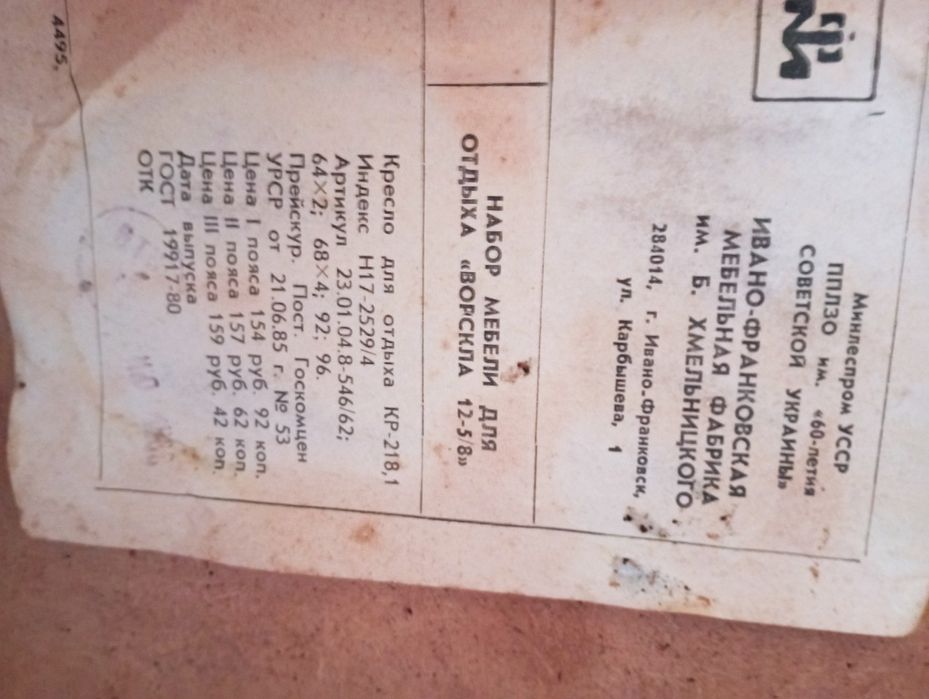 Минлеспром УССР
ППЛЗО им. «60-летия
СОВЕТСКОЙ УКРАИНЫ»
ИВАНО-ФРАНКОВСКАЯ
МЕБЕЛЬНАЯ ФАБРИКА
им. Б. ХМЕЛЬНИЦКОГО
284014, г. Ивано-Франковск,
ул. Карбышева, 1
НАБОР МЕБЕЛИ ДЛЯ
ОТДЫХА «ВОРСКЛА 12-5/8»
Кресло для отдыха КР-218,1
Индекс Н17-2529/4
Артикул 23.01.04.8-546/62;
64×2; 68×4; 92; 96.
Прейскур. Пост. Госкомцен
УРСР от 21.06.85 г. № 53
Цена I пояса 154 руб. 92 коп.
Цена II пояса 157 руб. 62 коп.
Цена III пояса 159 руб. 42 коп.
Дата выпуска
ГОСТ 19917-80
ОТК
4495,